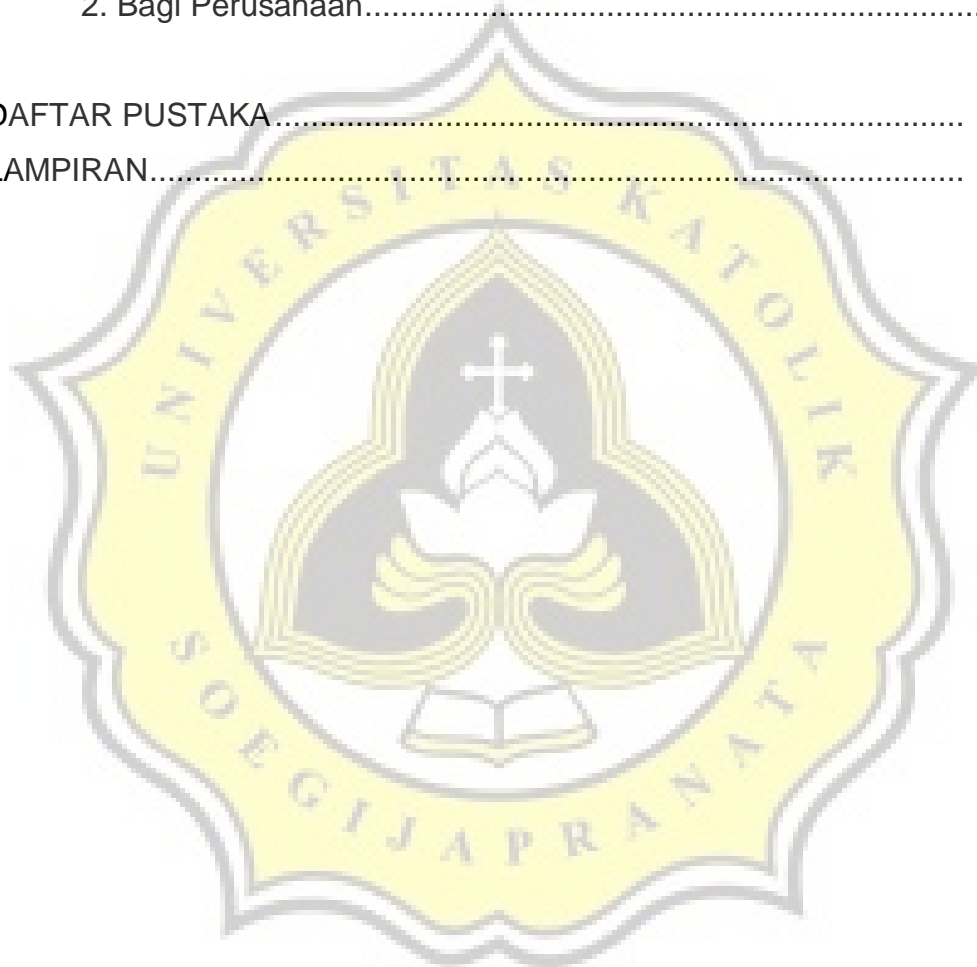 2. Bagi Perusahaan..............................................................................
DAFTAR PUSTAKA.............................................................................
LAMPIRAN...........................................................................................
UNIVERSITAS KATOLIK
SOEGIJAPRANATA